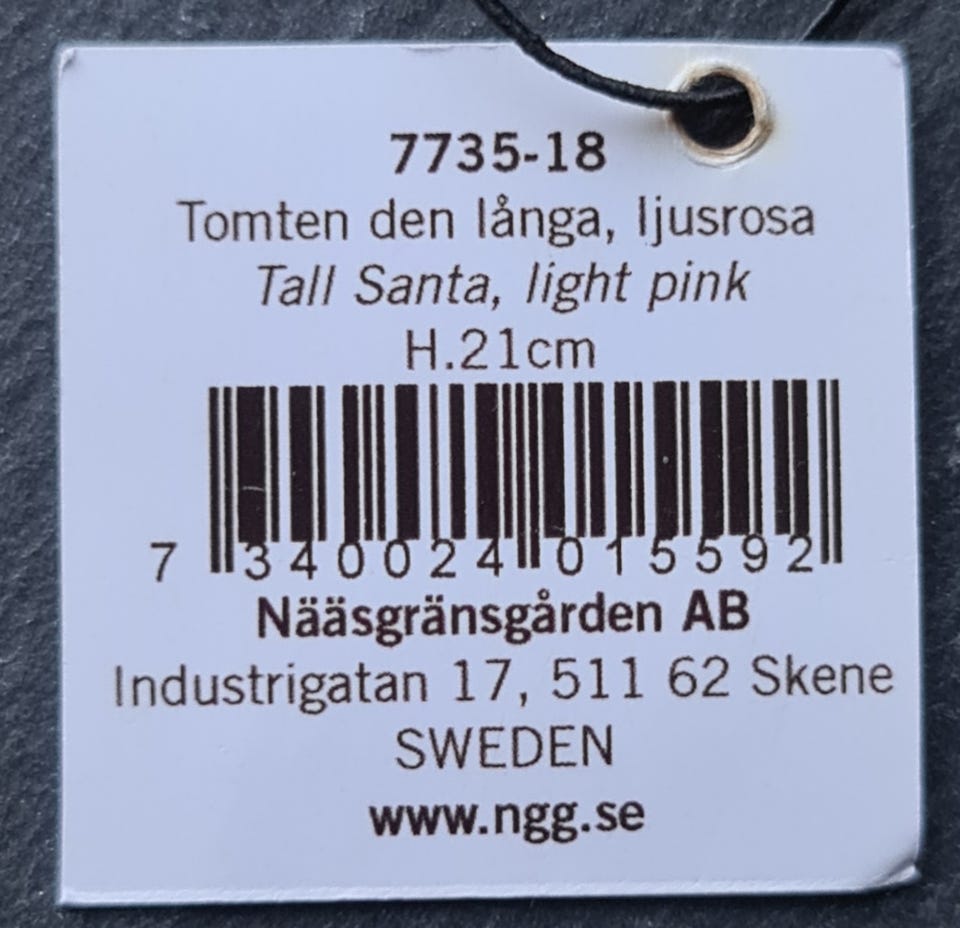 7735-18
Tomten den långa, ljusrosa
Tall Santa, light pink
H.21cm
7 340024 015592
Nääsgränsgården AB
Industrigatan 17, 511 62 Skene
SWEDEN
www.ngg.se